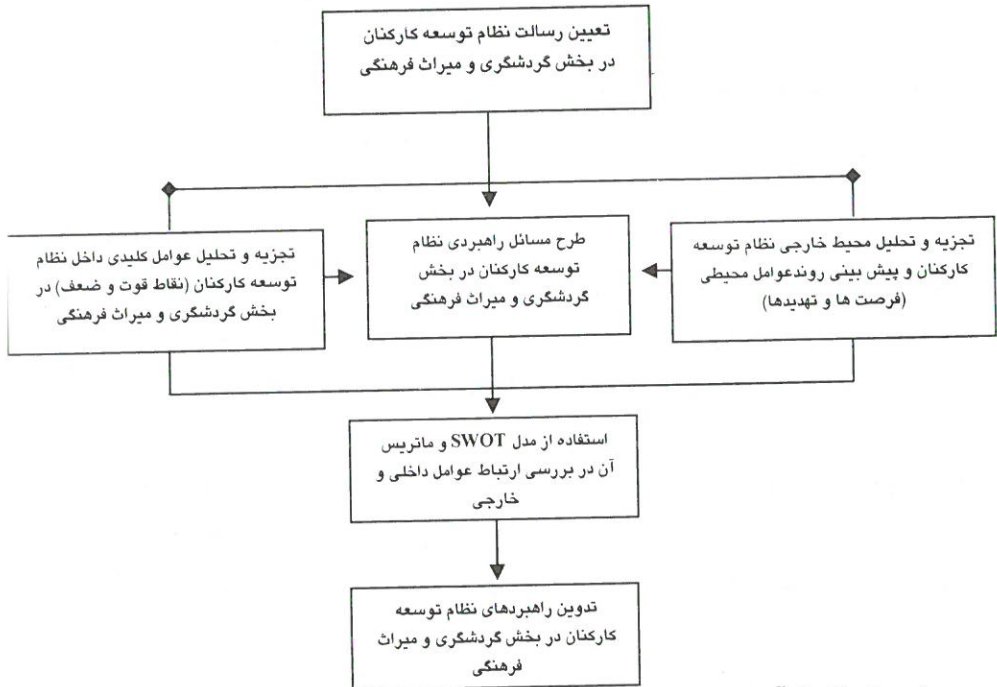 تعیین رسالت نظام توسعه کارکنان
در بخش گردشگری و میراث فرهنگی
تجزیه و تحلیل محیط خارجی نظام توسعه
کارکنان و پیش بینی روندعوامل محیطی
(فرصت ها و تهدیدها)
طرح مسائل راهبردی نظام
توسعه کارکنان در بخش
گردشگری و میراث فرهنگی
تجزیه و تحلیل عوامل کلیدی داخل نظام
توسعه کارکنان (نقاط قوت و ضعف) در
بخش گردشگری و میراث فرهنگی
استفاده از مدل SWOT و ماتریس
آن در بررسی ارتباط عوامل داخلی و
خارجی
تدوین راهبردهای نظام توسعه
کارکنان در بخش گردشگری و میراث
فرهنگی